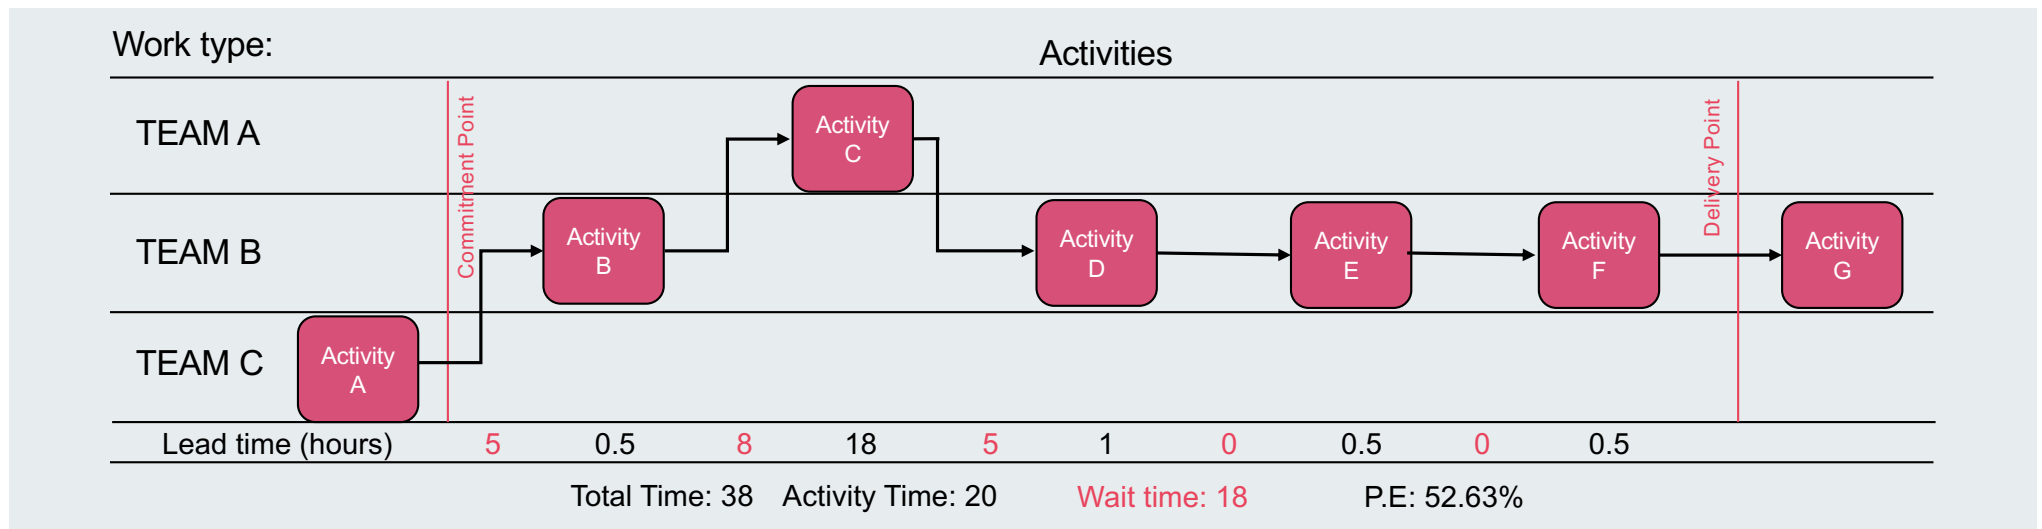 Work type:
Activities
TEAM A
Commitment Point
Activity
C
Delivery Point
TEAM B
Activity
B
Activity
D
Activity
E
Activity
F
Activity
G
TEAM C
Activity
A
Lead time (hours) 5 0.5 8 18 5 1 0 0.5 0 0.5
Total Time: 38 Activity Time: 20 Wait time: 18 P.E: 52.63%